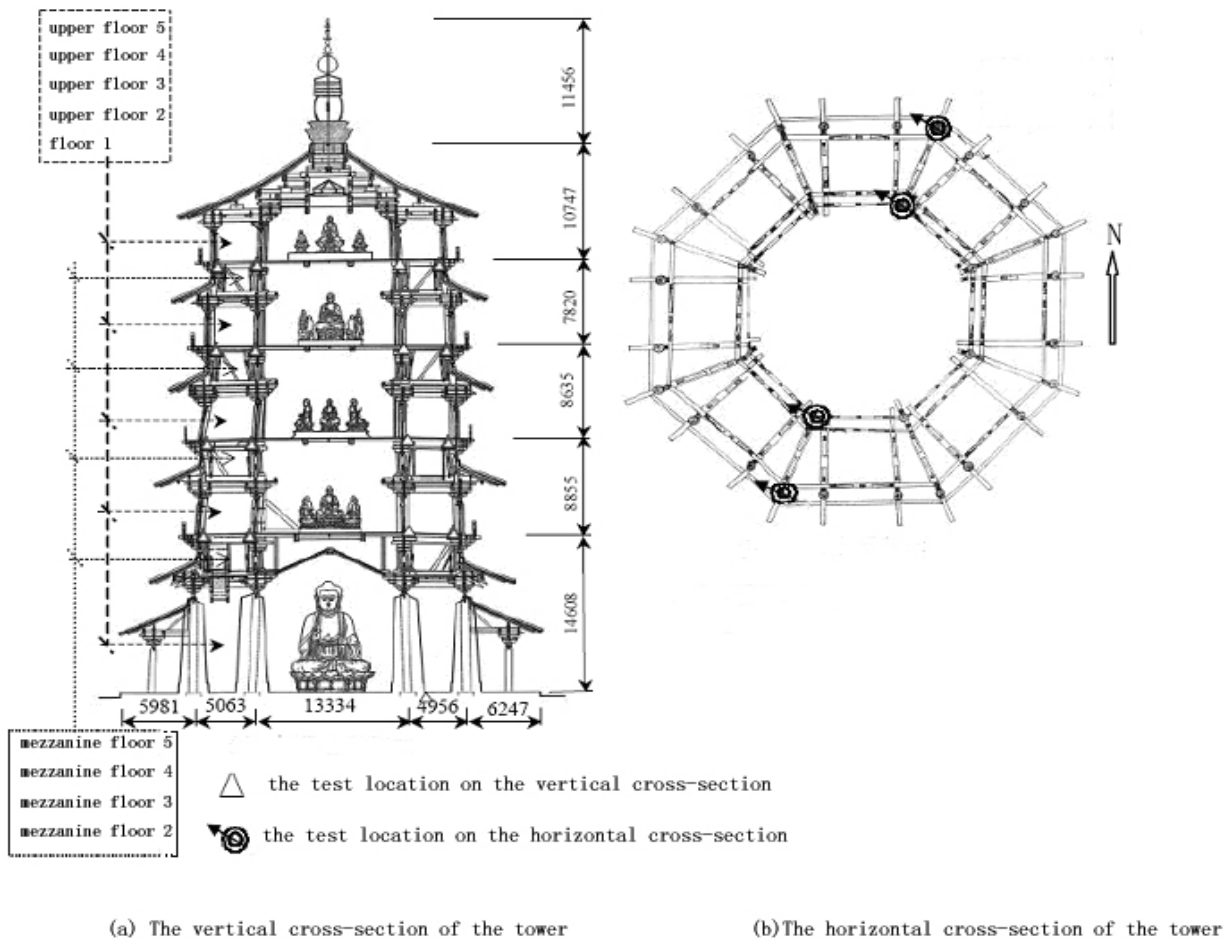 upper floor 5
upper floor 4
upper floor 3
upper floor 2
floor 1
11456
10747
7820
8635
8855
14608
5981
5063
13334
4956
6247
N
mezzanine floor 5
mezzanine floor 4
mezzanine floor 3
mezzanine floor 2
the test location on the vertical cross-section
the test location on the horizontal cross-section
(a) The vertical cross-section of the tower
(b)The horizontal cross-section of the tower